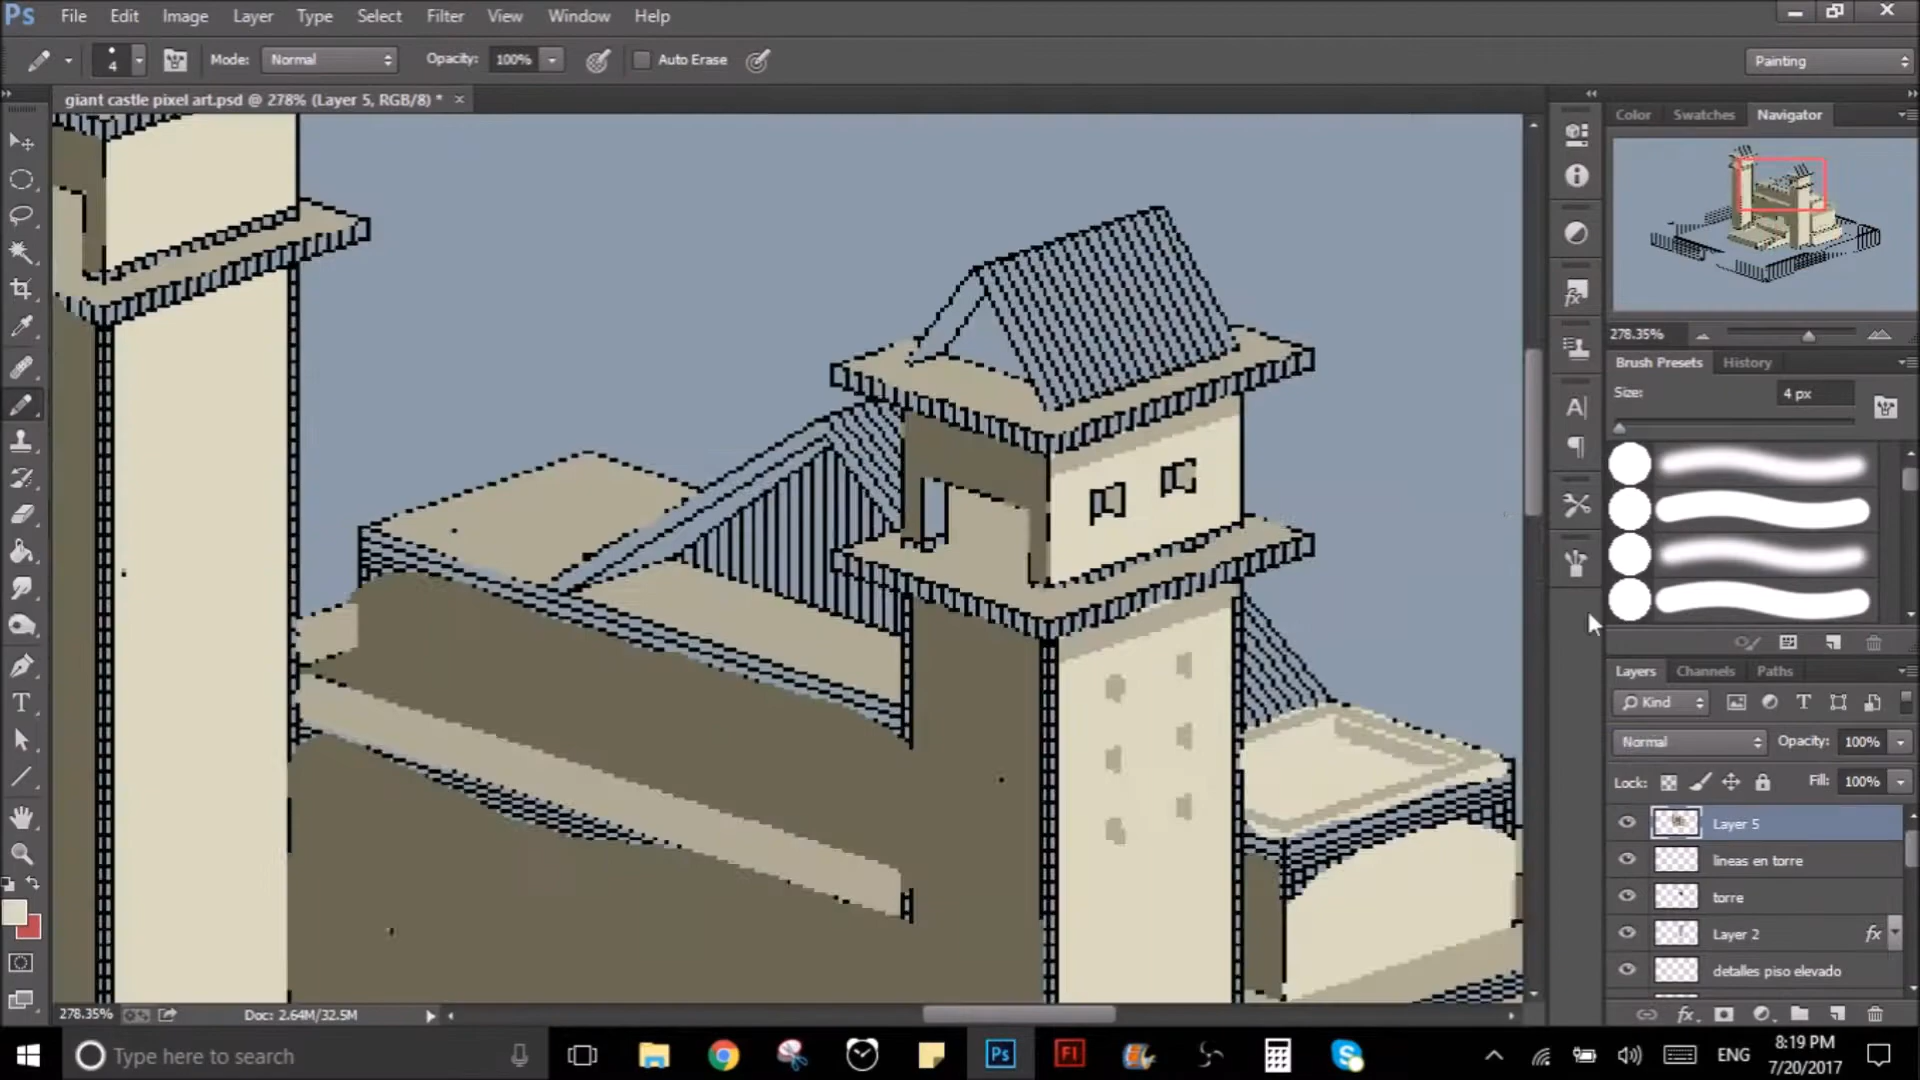 Ps File Edit Image Layer Type Select Filter View Window Help
4 Mode: Normal Opacity: 100% Auto Erase Painting
giant castle pixel art.psd @ 278% (Layer 5, RGB/8) * ×
Color Swatches Navigator
278.35%
Brush Presets History
Size: 4 px
Layers Channels Paths
Kind
Normal Opacity: 100%
Lock: Fill: 100%
Layer 5
lineas en torre
torre
Layer 2 fx
detalles piso elevado
278.35% Doc: 2.64M/32.5M
Type here to search
Ps Fl
ENG
8:19 PM
7/20/2017